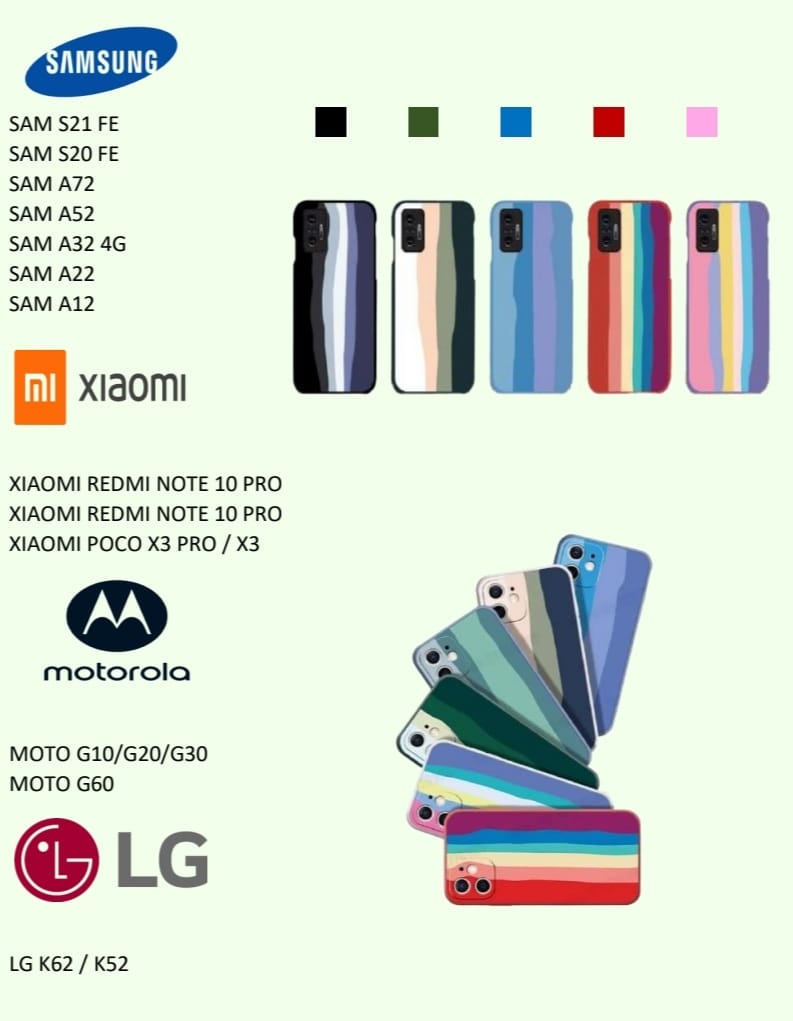 SAMSUNG
SAM S21 FE
SAM S20 FE
SAM A72
SAM A52
SAM A32 4G
SAM A22
SAM A12
mi xiaomi
XIAOMI REDMI NOTE 10 PRO
XIAOMI REDMI NOTE 10 PRO
XIAOMI POCO X3 PRO / X3
motorola
MOTO G10/G20/G30
MOTO G60
LG
LG K62 / K52